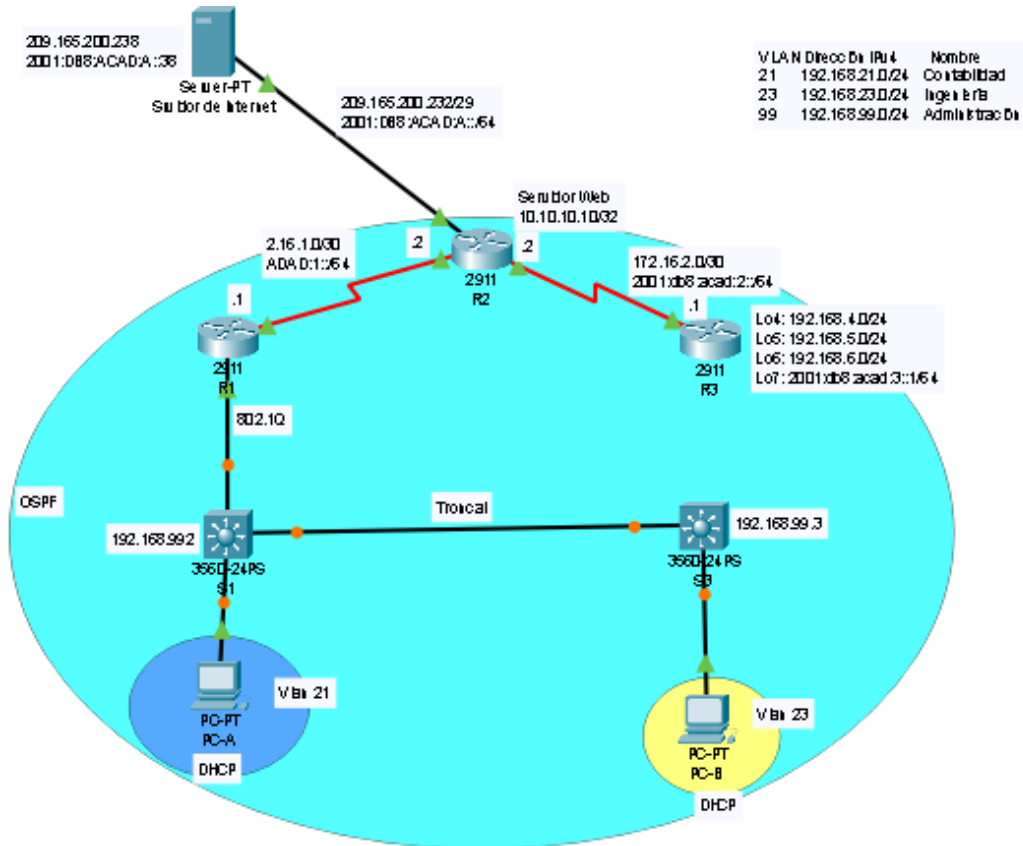 209.165.200.238
2001:DB8:ACAD:A::38
Server-PT
Internet
209.165.200.232/29
2001:DB8:ACAD:A::/64
VLAN Dirección IPv4 Nombre
21 192.168.21.0/24 Contabilidad
23 192.168.23.0/24 Ingeniería
99 192.168.99.0/24 Administración
Servidor Web
10.10.10.10/32
2.16.1.0/30
ADAD:1::/64
.2
.2
2911
R2
172.16.2.0/30
2001:db8:acad:2::/64
.1
.1
2911
R1
2911
R3
Lo4: 192.168.4.0/24
Lo5: 192.168.5.0/24
Lo6: 192.168.6.0/24
Lo7: 2001:db8:acad:3::1/64
802.1Q
OSPF
Troncal
192.168.99.2
3560-24PS
S1
192.168.99.3
3560-24PS
S3
Vlan 21
PC-PT
PC-A
DHCP
Vlan 23
PC-PT
PC-B
DHCP